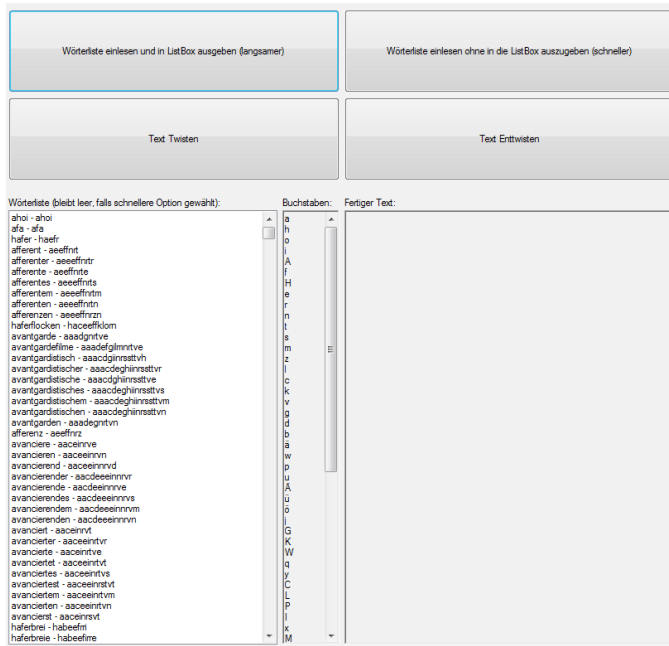 Wörterliste einlesen und in ListBox ausgeben (langsamer)
Wörterliste einlesen ohne in die ListBox auszugeben (schneller)
Text Twisten
Text Enttwisten
Wörterliste (bleibt leer, falls schnellere Option gewählt):
ahoi - ahoi
afa - afa
hafer - haefr
afferent - aeeffnrt
afferenter - aeeeffnrtr
afferente - aeeffnrte
afferentes - aeeeffnrts
afferentem - aeeeffnrtm
afferenten - aeeeffnrtn
afferenzen - aeeeffnrzn
haferflocken - haceeffklorn
avantgarde - aaadgnrtve
avantgardefilme - aaadefgilmnrtve
avantgardistisch - aaacdgiinrssttvh
avantgardistischer - aaacdeghiinrssttvr
avantgardistische - aaacdghiinrssttve
avantgardistisches - aaacdeghiinrssttvs
avantgardistischem - aaacdeghiinrssttvm
avantgardistischen - aaacdeghiinrssttvn
avantgarden - aaadegnrtvn
afferenz - aeeffnrz
avanciere - aaceinrve
avancieren - aaceeinrvn
avancierend - aaceeinnrvd
avancierender - aacdeeeinnrvr
avancierende - aacdeeinnrve
avancierendes - aacdeeeinnrvs
avancierendem - aacdeeeinnrvm
avancierenden - aacdeeeinnrvn
avanciert - aaceinrvt
avancierter - aaceeinrtvr
avancierte - aaceinrtve
avanciertet - aaceeinrtvt
avanciertes - aaceeinrtvs
avanciertest - aaceeinrstvt
avanciertem - aaceeinrtvm
avancierten - aaceeinrtvn
avancierst - aaceinrsvt
haferbrei - habeefrri
haferbreie - habeefirre
Buchstaben:
a
h
o
i
A
f
H
e
r
n
t
s
m
z
l
c
k
v
g
d
b
ä
w
p
u
Ä
ü
ö
j
G
K
W
q
y
C
L
P
I
x
M
Fertiger Text: